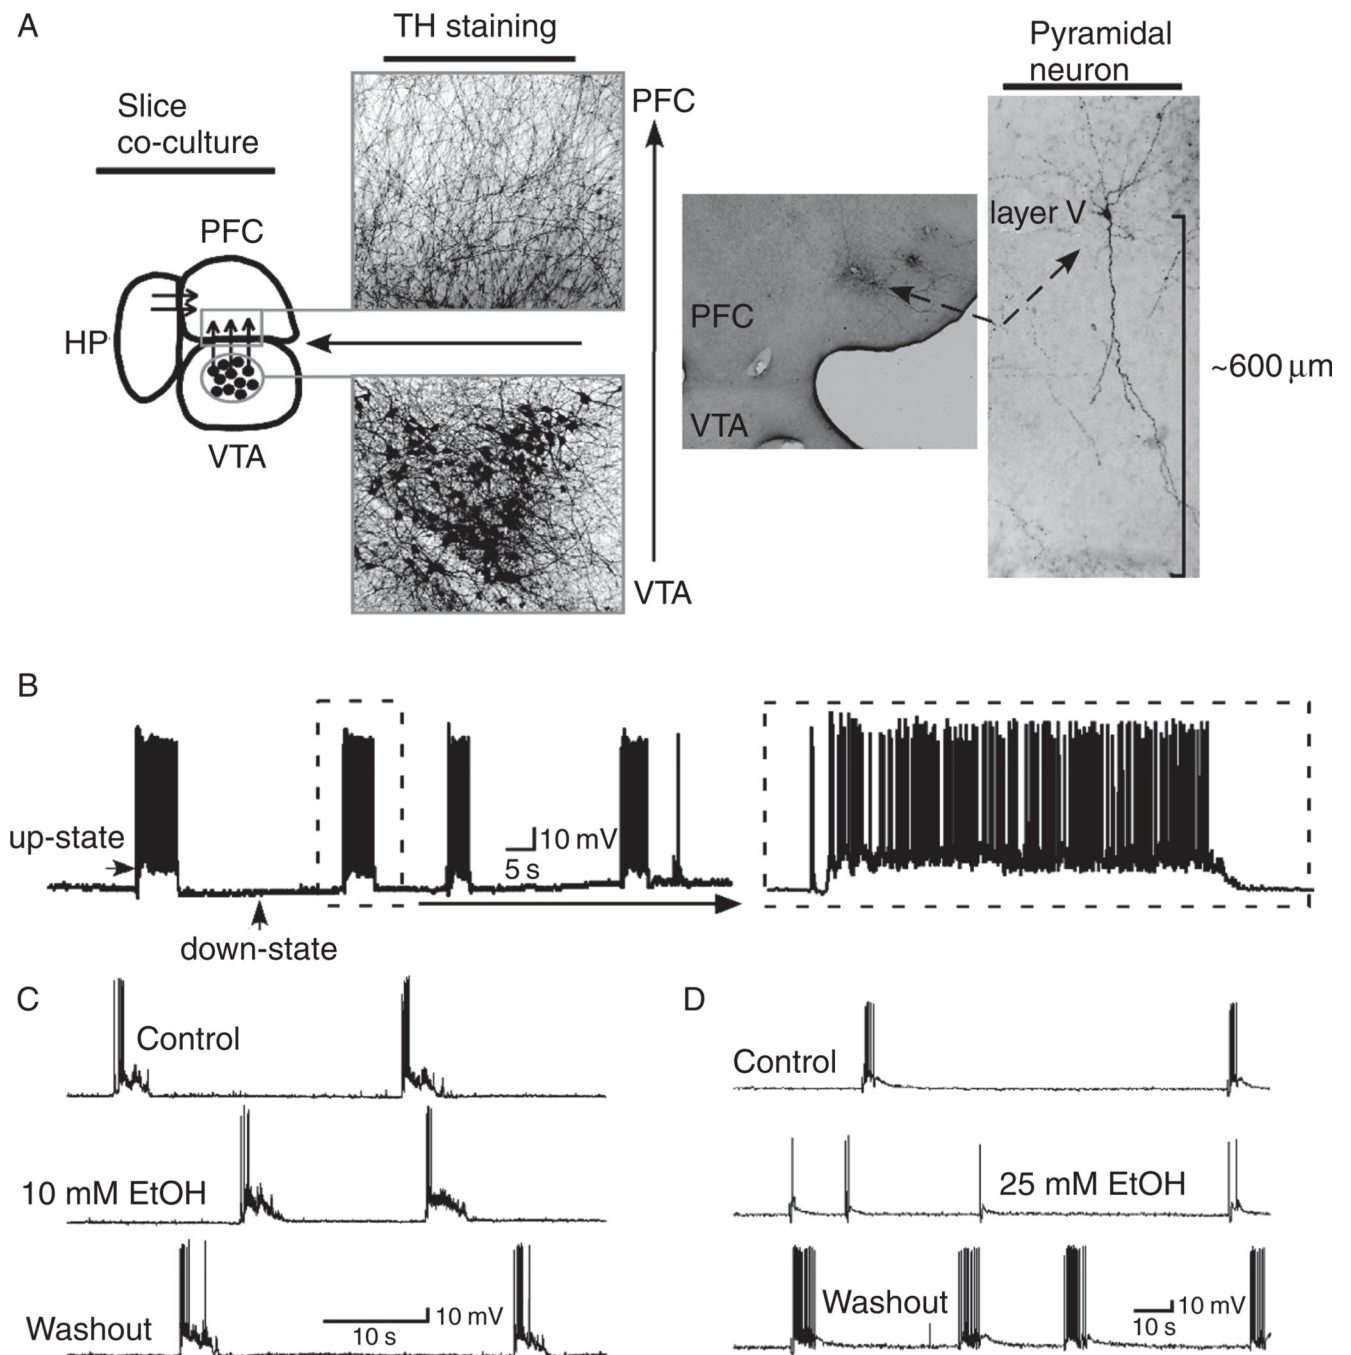 A
TH staining
Pyramidal
neuron
Slice
co-culture
PFC
PFC
layer V
HP
PFC
~600 μm
VTA
VTA
VTA
B
up-state
10 mV
5 s
down-state
C
Control
10 mM EtOH
Washout
10 mV
10 s
D
Control
25 mM EtOH
Washout
10 mV
10 s